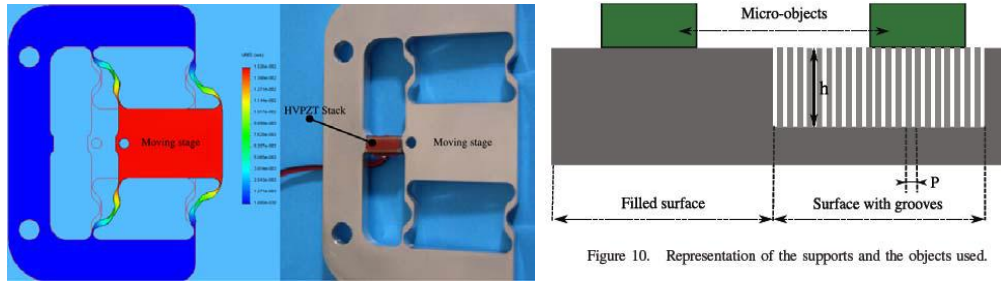 Moving stage
HVPZT Stack
Moving stage
Micro-objects
h
P
Filled surface
Surface with grooves
Figure 10. Representation of the supports and the objects used.